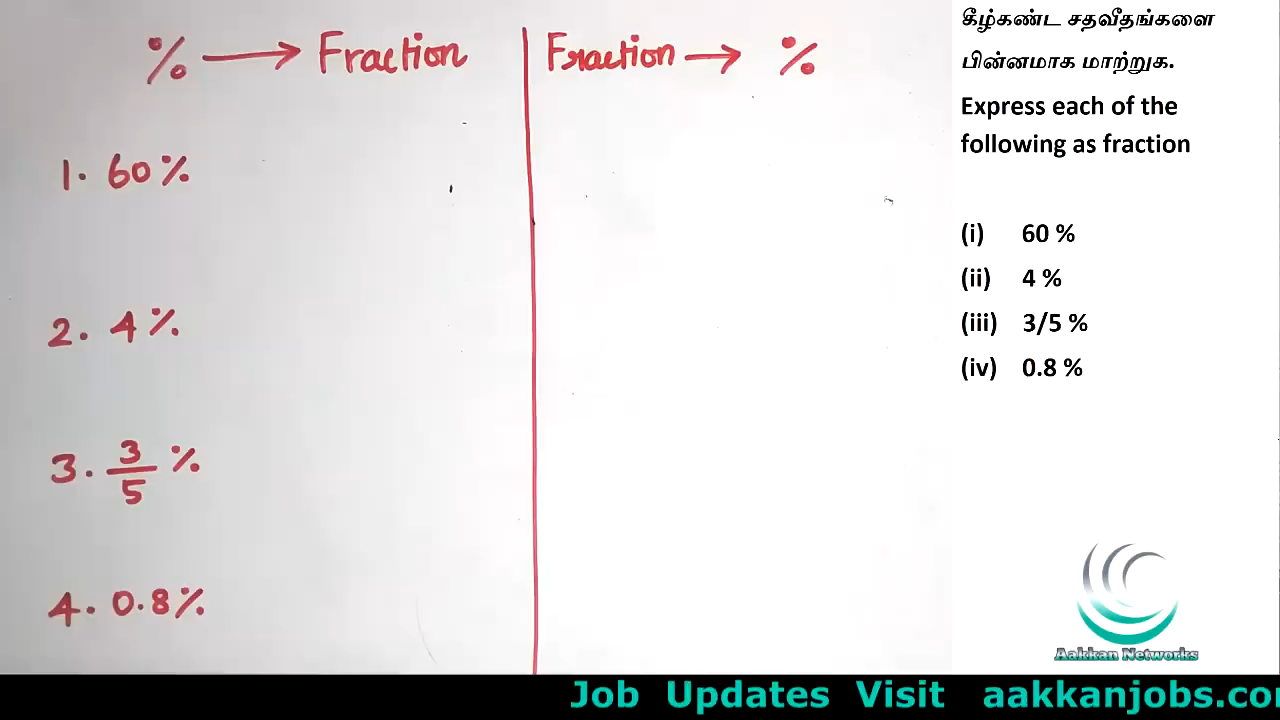 % → Fraction
Fraction → %
1. 60%
2. 4%
3. 3/5 %
4. 0.8%
கீழ்கண்ட சதவீதங்களை
பின்னமாக மாற்றுக.
Express each of the
following as fraction
(i) 60 %
(ii) 4 %
(iii) 3/5 %
(iv) 0.8 %
Aakkan Networks
Job Updates Visit aakkanjobs.co